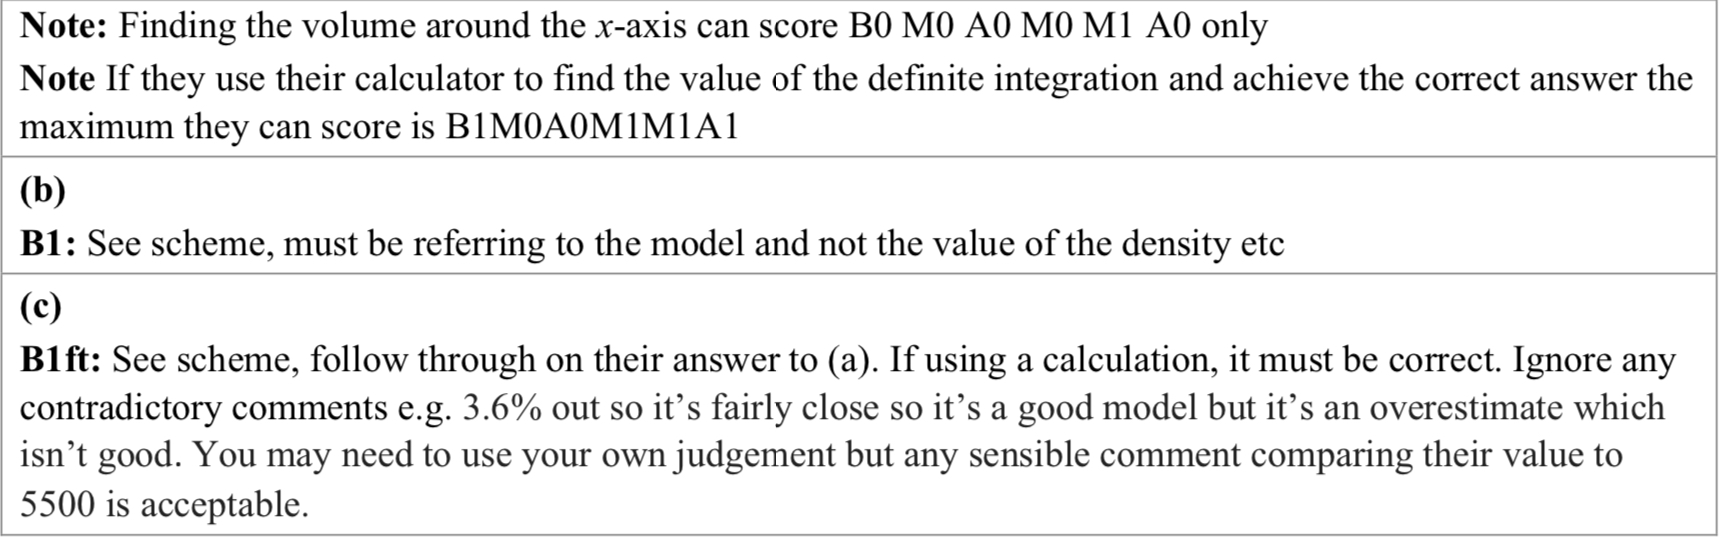 Note: Finding the volume around the x-axis can score B0 M0 A0 M0 M1 A0 only
Note If they use their calculator to find the value of the definite integration and achieve the correct answer the
maximum they can score is B1M0A0M1M1A1
(b)
B1: See scheme, must be referring to the model and not the value of the density etc
(c)
B1ft: See scheme, follow through on their answer to (a). If using a calculation, it must be correct. Ignore any
contradictory comments e.g. 3.6% out so it’s fairly close so it’s a good model but it’s an overestimate which
isn’t good. You may need to use your own judgement but any sensible comment comparing their value to
5500 is acceptable.